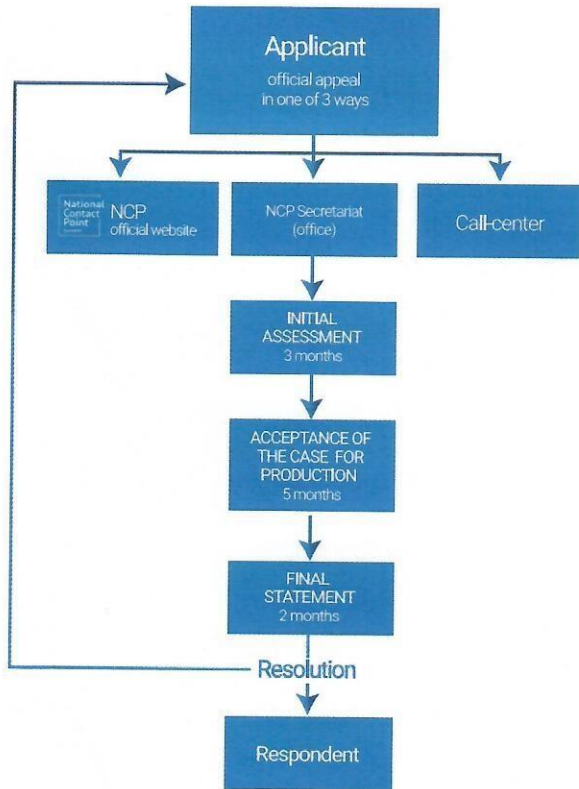 Applicant
official appeal
in one of 3 ways
National
Contact
Point
NCP
official website
NCP Secretariat
(office)
Call-center
INITIAL
ASSESSMENT
3 months
ACCEPTANCE OF
THE CASE FOR
PRODUCTION
5 months
FINAL
STATEMENT
2 months
Resolution
Respondent